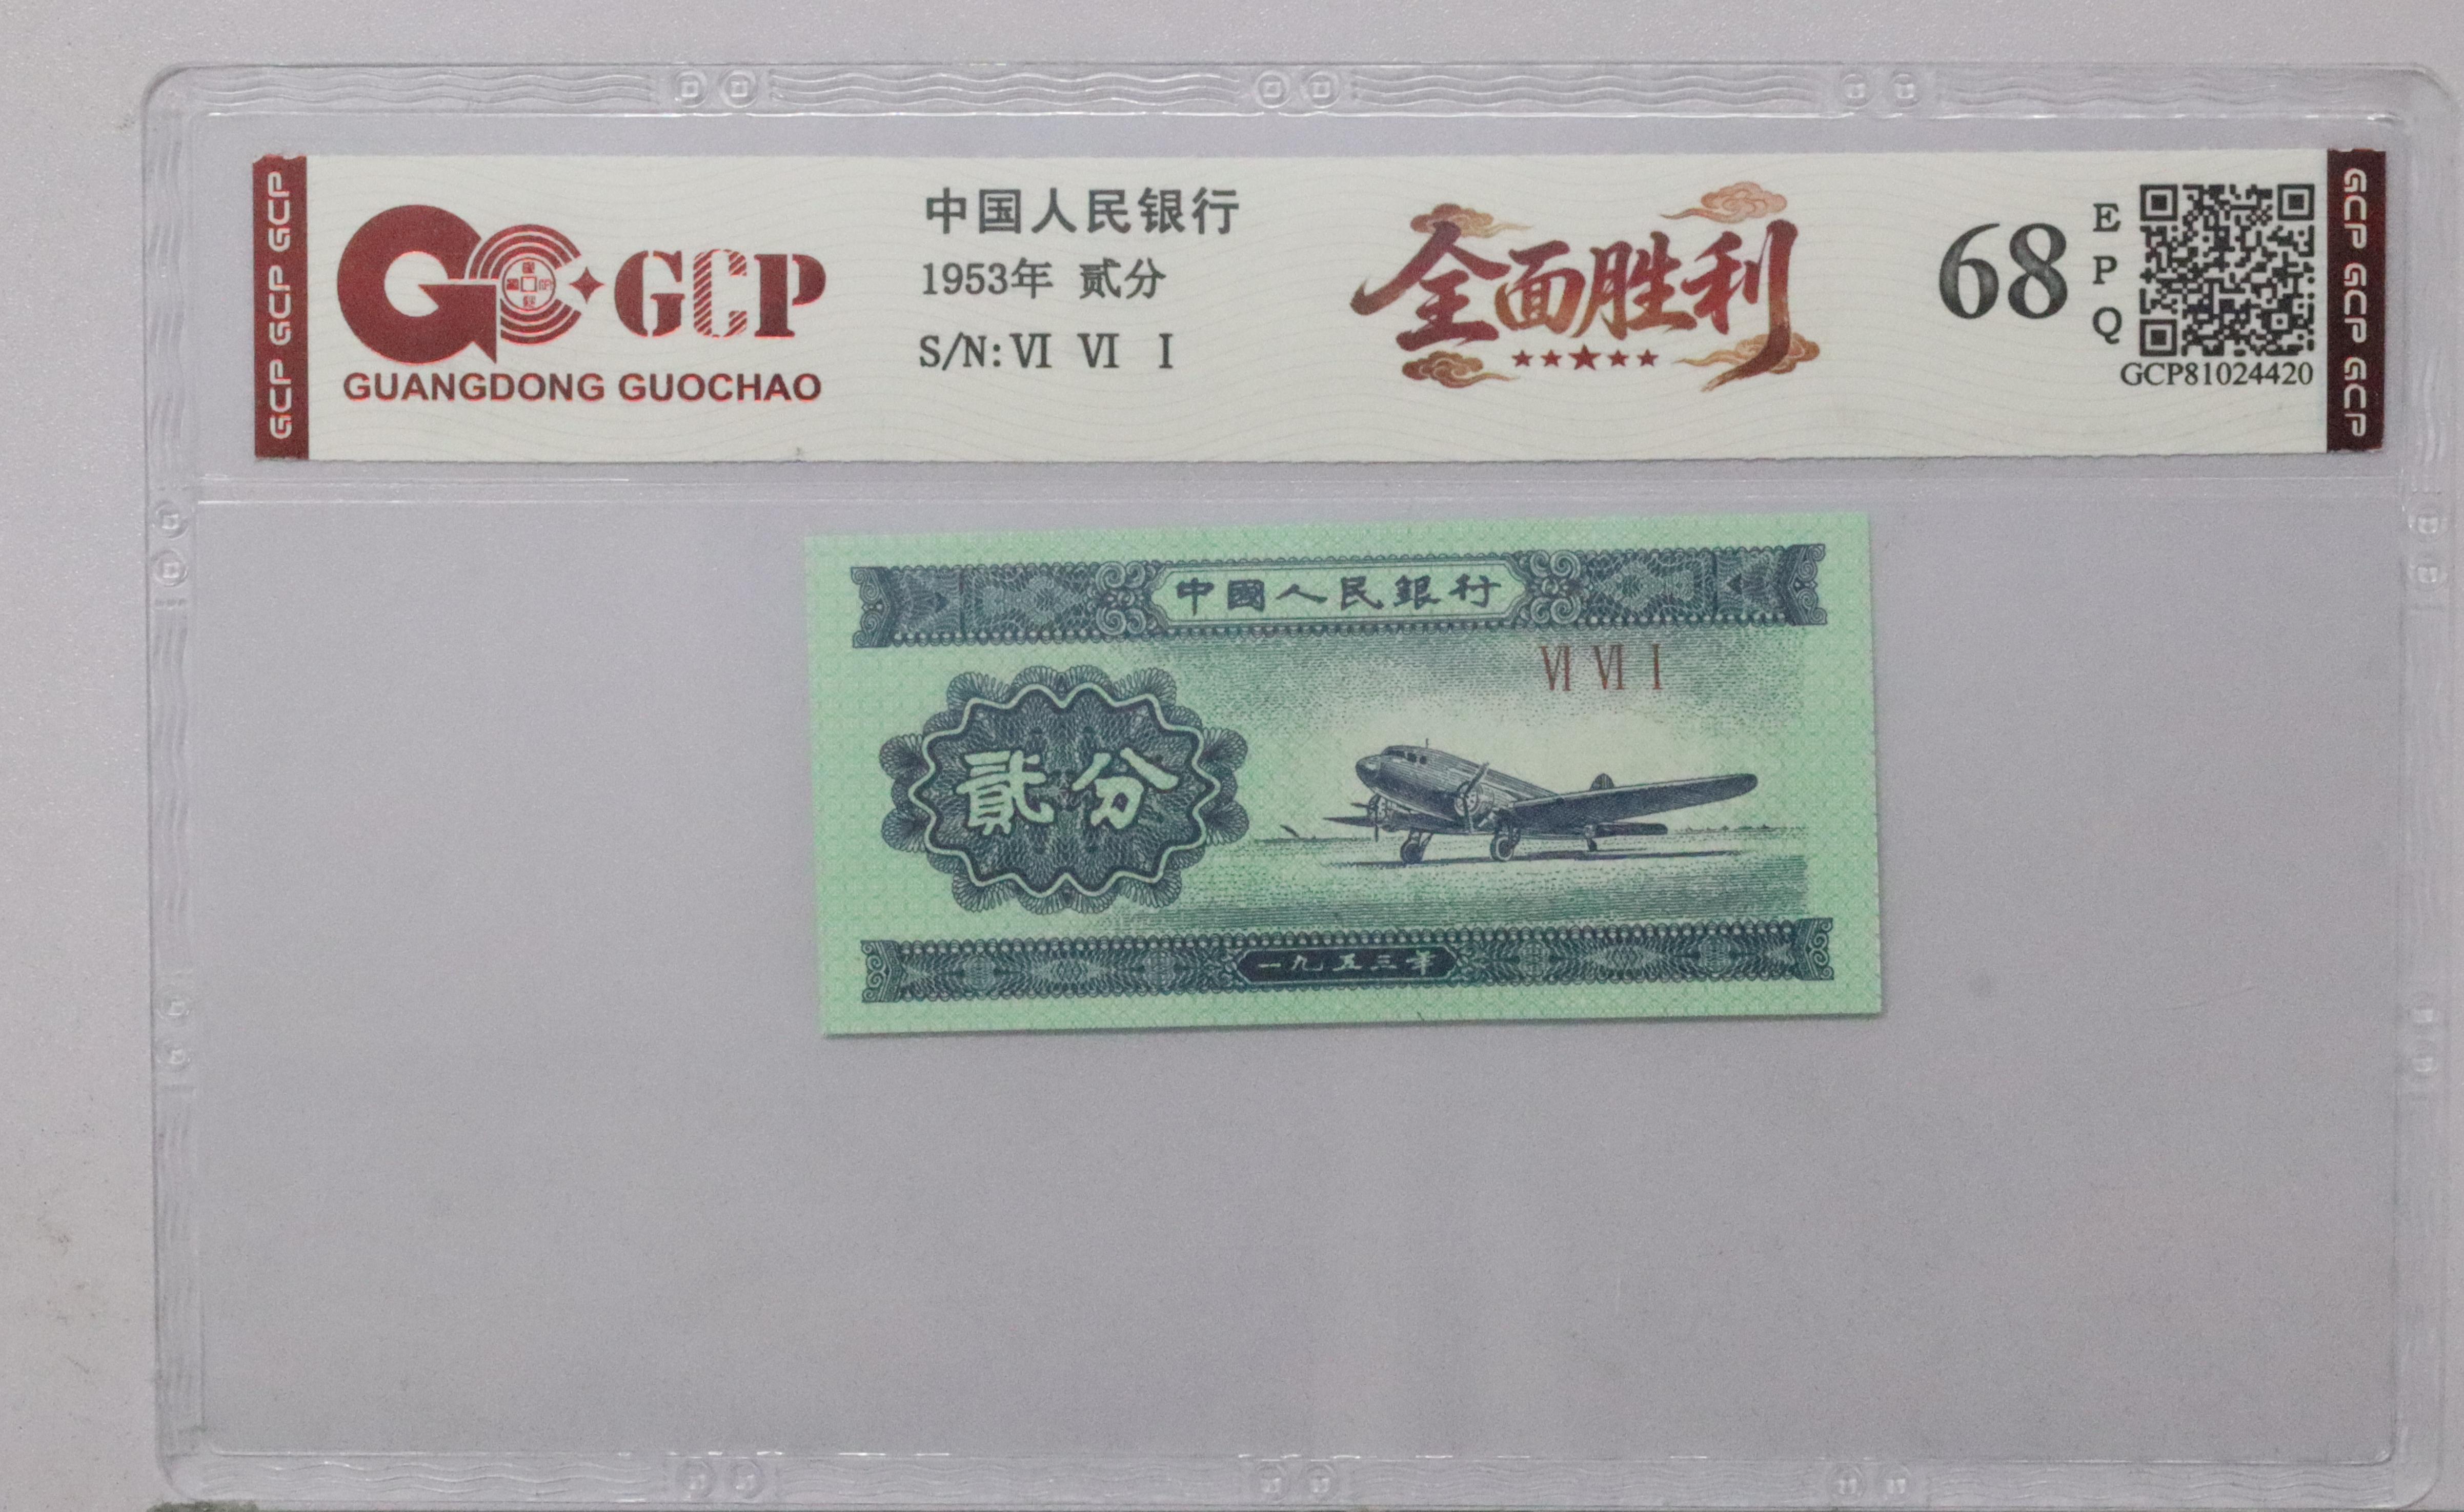 GCP GCP GCP
GCP
GUANGDONG GUOCHAO
中国人民银行
1953年 贰分
S/N: Ⅵ Ⅵ Ⅰ
全面胜利
★★★★★
68
E
P
Q
GCP81024420
GCP GCP GCP
中國人民銀行
Ⅵ Ⅵ Ⅰ
貳分
一九五三年